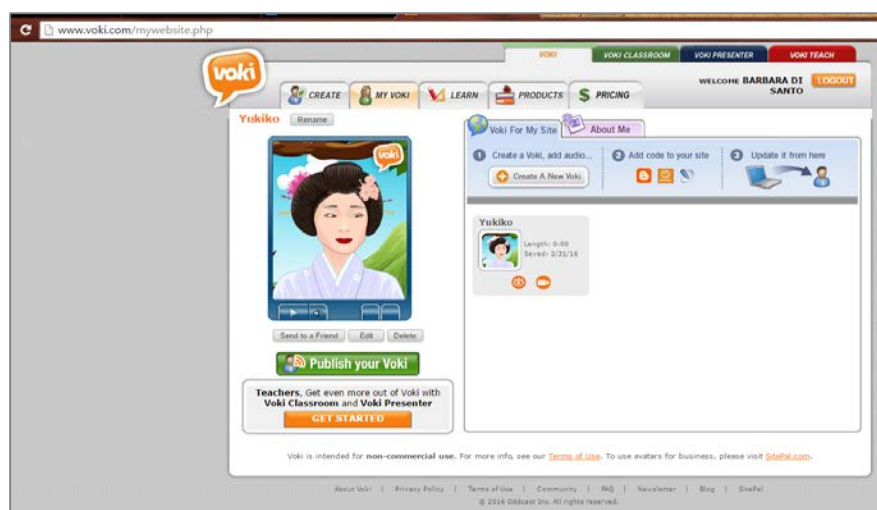 www.voki.com/mywebsite.php
VOKI
VOKI CLASSROOM
VOKI PRESENTER
VOKI TEACH
voki
CREATE
MY VOKI
LEARN
PRODUCTS
PRICING
WELCOME BARBARA DI SANTO
LOGOUT
Yukiko
Rename
voki
Send to a Friend
Edit
Delete
Publish your Voki
Teachers, Get even more out of Voki with
Voki Classroom and Voki Presenter
GET STARTED
Voki For My Site
About Me
1 Create a Voki, add audio...
Create A New Voki
2 Add code to your site
3 Update it from here
Yukiko
Length: 0:00
Saved: 3/31/16
Voki is intended for non-commercial use. For more info, see our Terms of Use. To use avatars for business, please visit SitePal.com.
About Voki | Privacy Policy | Terms of Use | Community | FAQ | Newsletter | Blog | SitePal
© 2016 Oddcast Inc. All rights reserved.